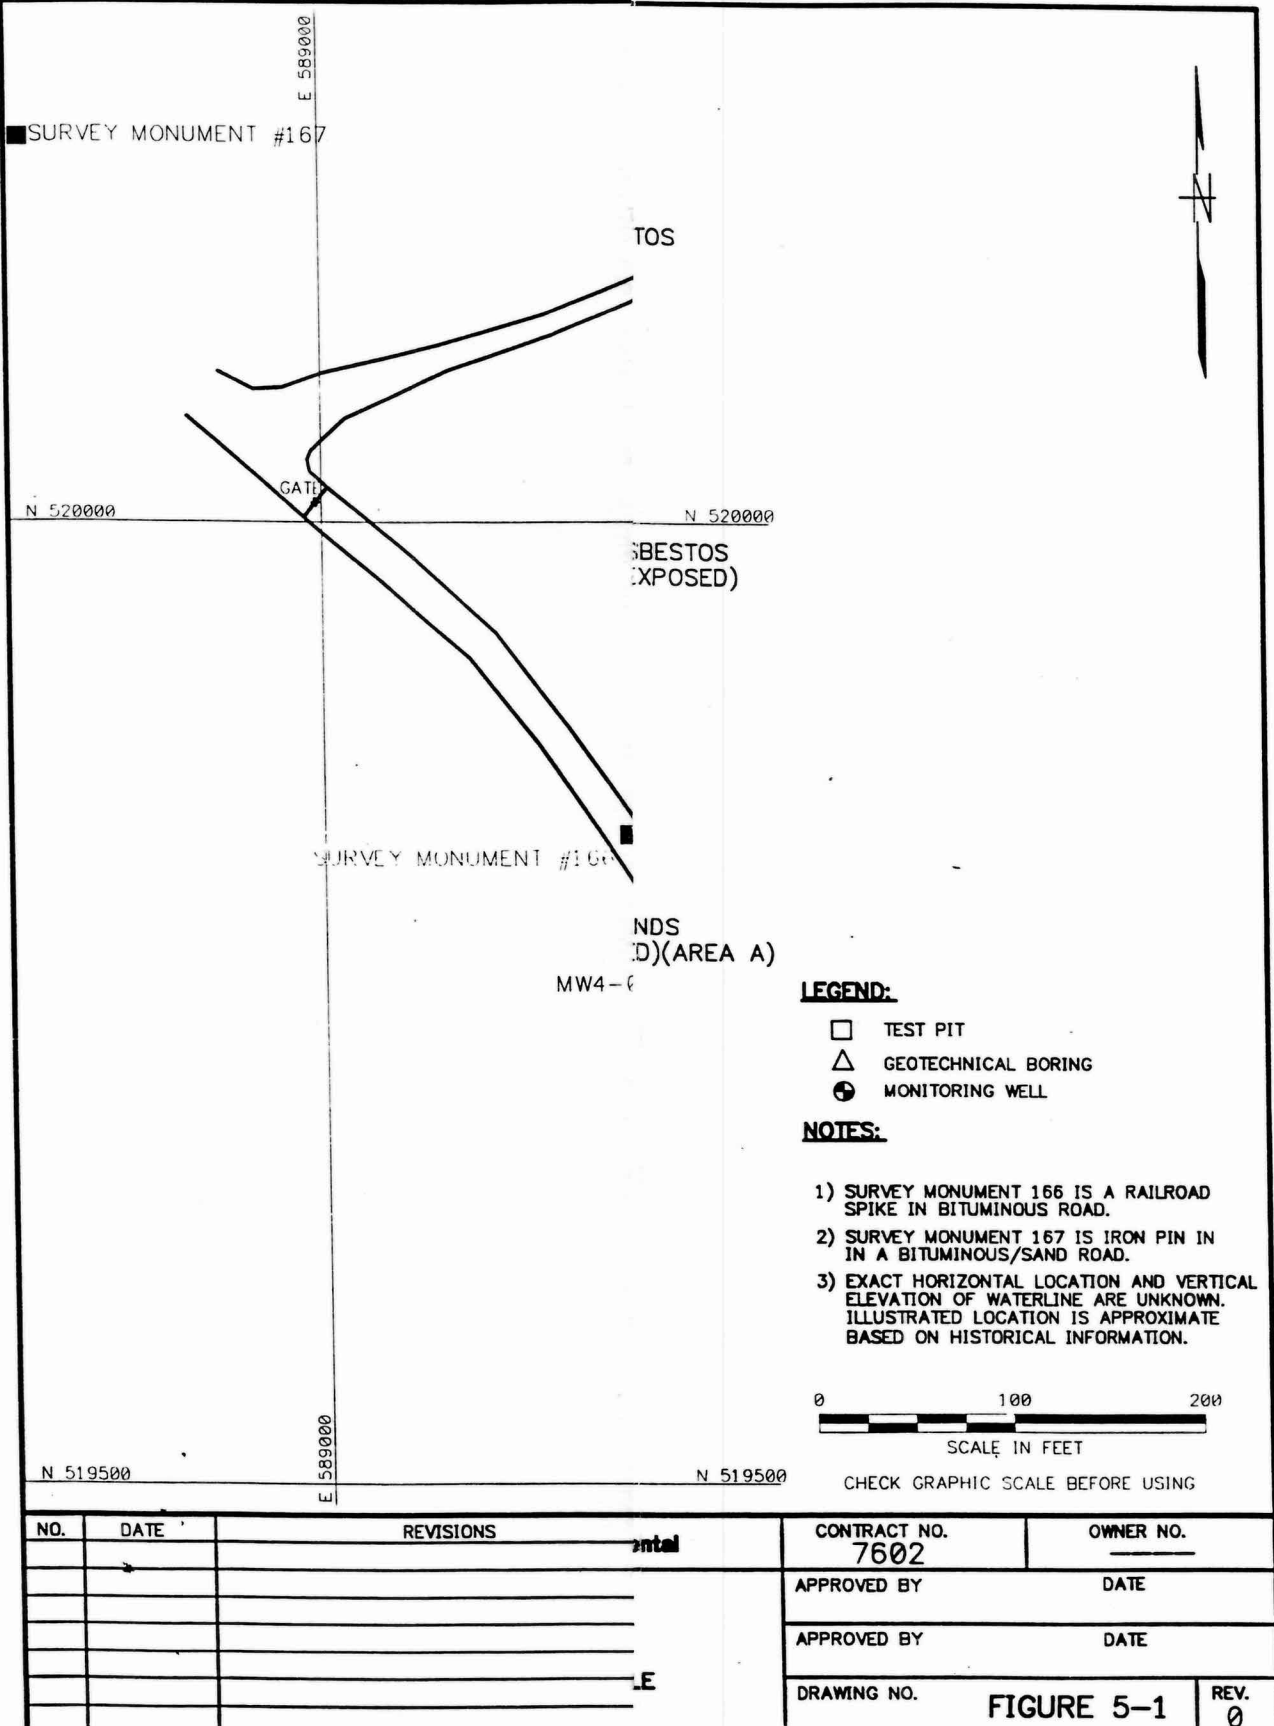 E 589000
SURVEY MONUMENT #167
TOS
GATE
N 520000
N 520000
BESTOS
XPOSED)
SURVEY MONUMENT #166
NDS
D)(AREA A)
MW4-
LEGEND:
TEST PIT
GEOTECHNICAL BORING
MONITORING WELL
NOTES:
1) SURVEY MONUMENT 166 IS A RAILROAD
SPIKE IN BITUMINOUS ROAD.
2) SURVEY MONUMENT 167 IS IRON PIN IN
IN A BITUMINOUS/SAND ROAD.
3) EXACT HORIZONTAL LOCATION AND VERTICAL
ELEVATION OF WATERLINE ARE UNKNOWN.
ILLUSTRATED LOCATION IS APPROXIMATE
BASED ON HISTORICAL INFORMATION.
0 100 200
SCALE IN FEET
CHECK GRAPHIC SCALE BEFORE USING
E 589000
N 519500
N 519500
NO. DATE REVISIONS
ntal
CONTRACT NO.
7602
OWNER NO.
APPROVED BY DATE
APPROVED BY DATE
LE
DRAWING NO.
FIGURE 5-1
REV.
0